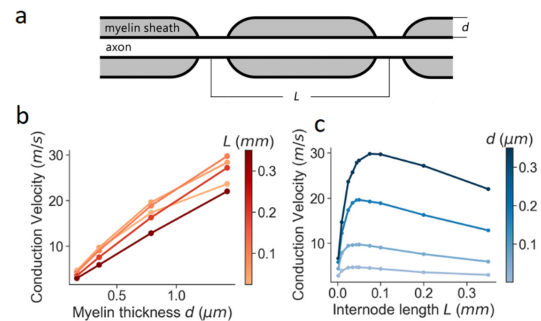 a
myelin sheath
d
axon
L
b
L (mm)
c
d (μm)
Conduction Velocity (m/s)
30
20
10
0.5
1.0
Myelin thickness d (μm)
0.3
0.2
0.1
Conduction Velocity (m/s)
30
20
10
0.0
0.1
0.2
0.3
Internode length L (mm)
0.3
0.2
0.1